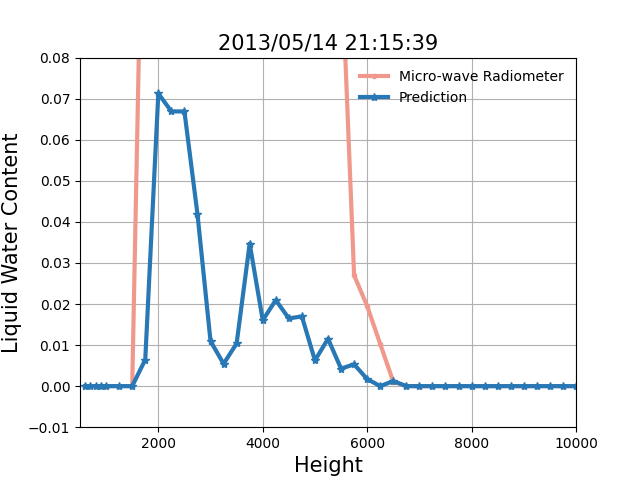 2013/05/14 21:15:39
0.08
0.07
0.06
0.05
0.04
0.03
0.02
0.01
0.00
−0.01
Liquid Water Content
Micro-wave Radiometer
Prediction
2000 4000 6000 8000 10000
Height